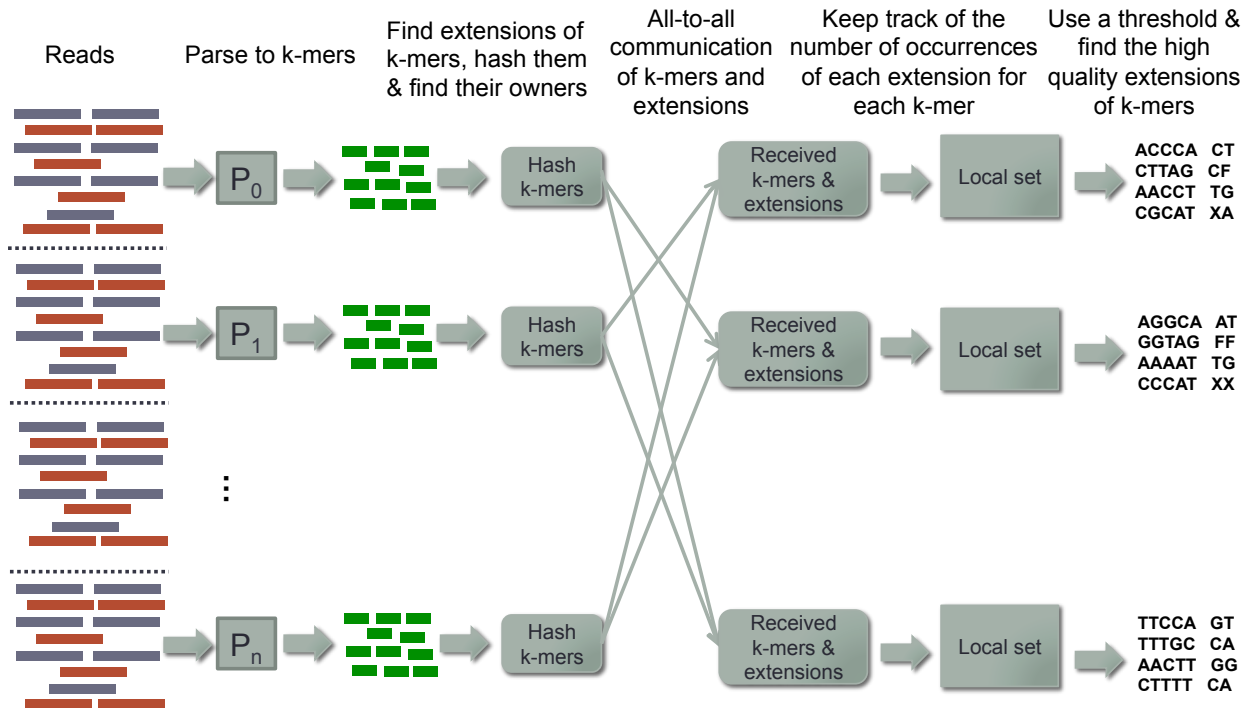 Reads
Parse to k-mers
Find extensions of
k-mers, hash them
& find their owners
All-to-all
communication
of k-mers and
extensions
Keep track of the
number of occurrences
of each extension for
each k-mer
Use a threshold &
find the high
quality extensions
of k-mers
P0
Hash
k-mers
Received
k-mers &
extensions
Local set
ACCCA CT
CTTAG CF
AACCT TG
CGCAT XA
P1
Hash
k-mers
Received
k-mers &
extensions
Local set
AGGCA AT
GGTAG FF
AAAAT TG
CCCAT XX
...
Pn
Hash
k-mers
Received
k-mers &
extensions
Local set
TTCCA GT
TTTGC CA
AACTT GG
CTTTT CA